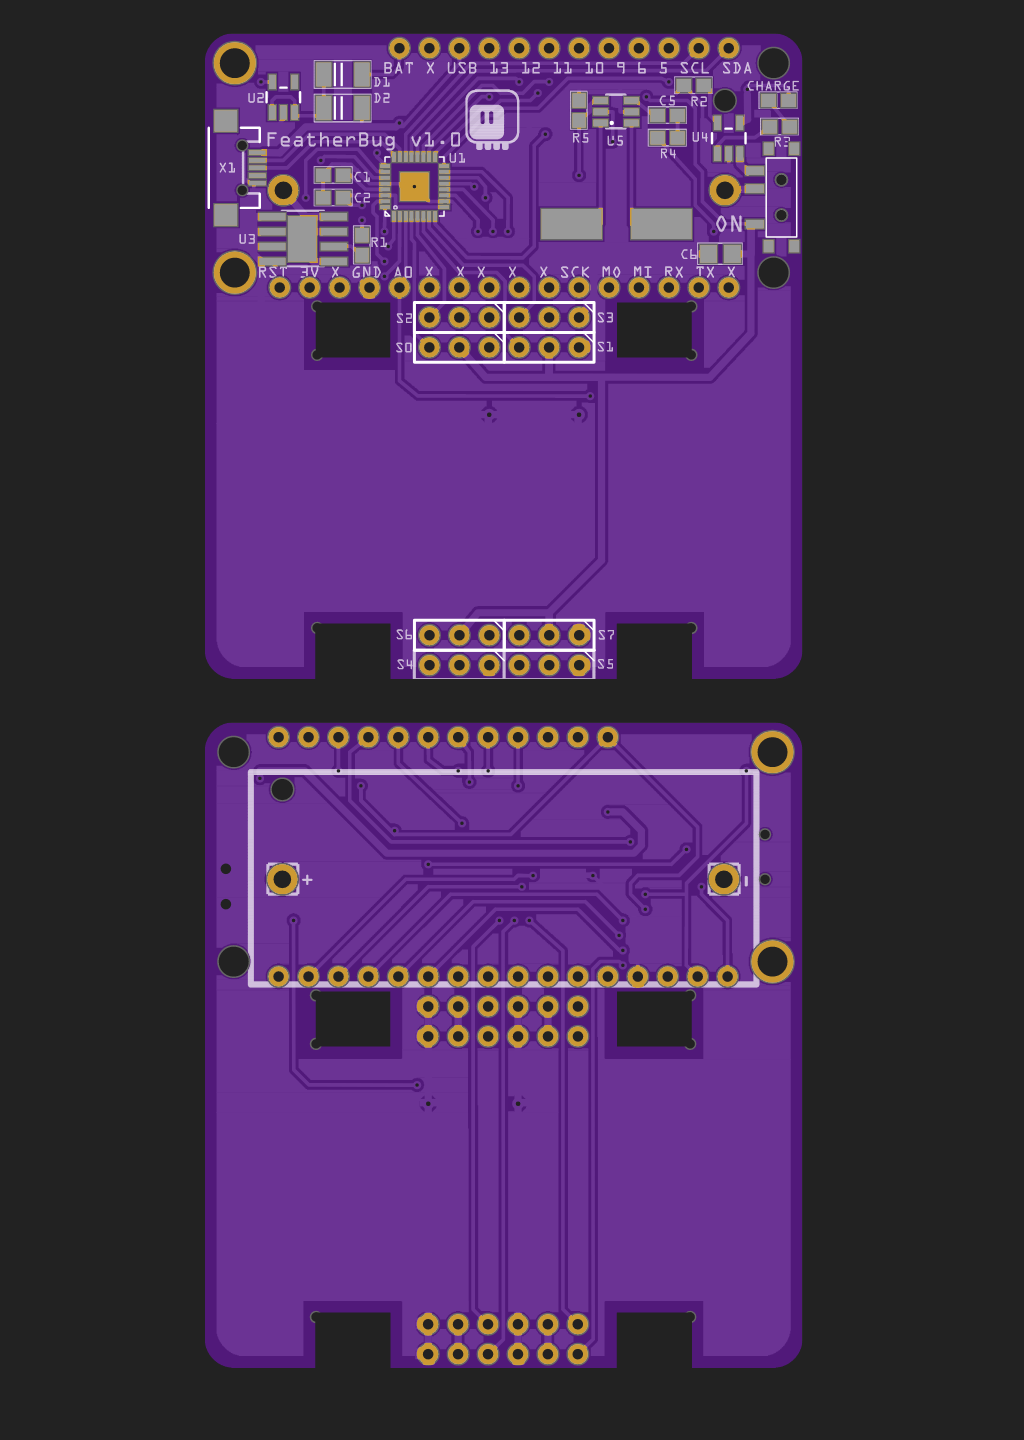 BAT X USB 13 12 11 10 9 6 5 SCL SDA
D1
CHARGE
U2
D2
C5
R2
FeatherBug v1.0
R5
U5
U4
R3
R4
U1
X1
C1
C2
ON
U3
R1
C6
RST 3V X GND A0 X X X X X SCK MO MI RX TX X
S2
S3
S0
S1
S6
S7
S4
S5
+
-